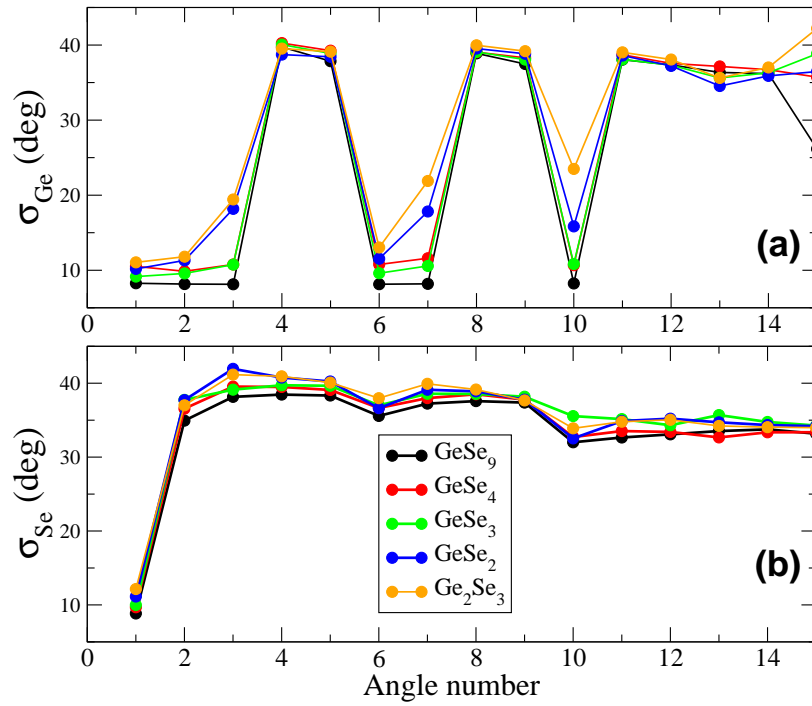 40
30
20
10
σGe (deg)
(a)
0 2 4 6 8 10 12 14
40
30
20
10
σSe (deg)
GeSe9
GeSe4
GeSe3
GeSe2
Ge2Se3
(b)
0 2 4 6 8 10 12 14
Angle number